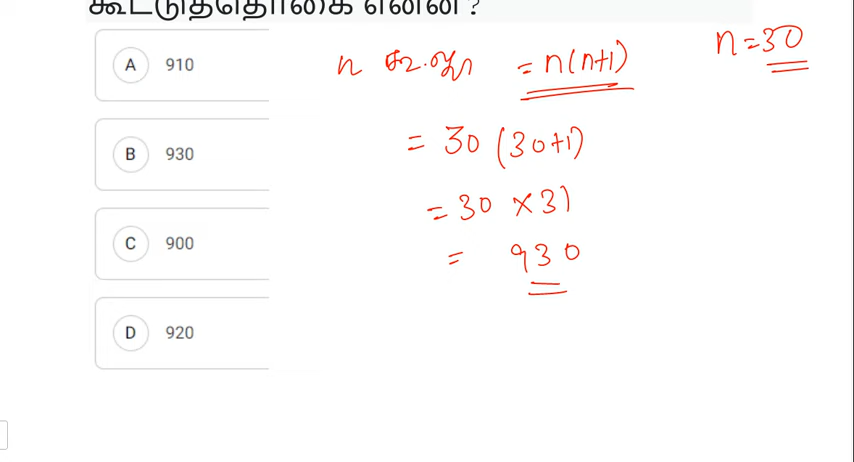 கூட்டுத்தொகை என்ன?
A 910
B 930
C 900
D 920
n = 30
n = n(n+1)
= 30 (30+1)
= 30 × 31
= 930